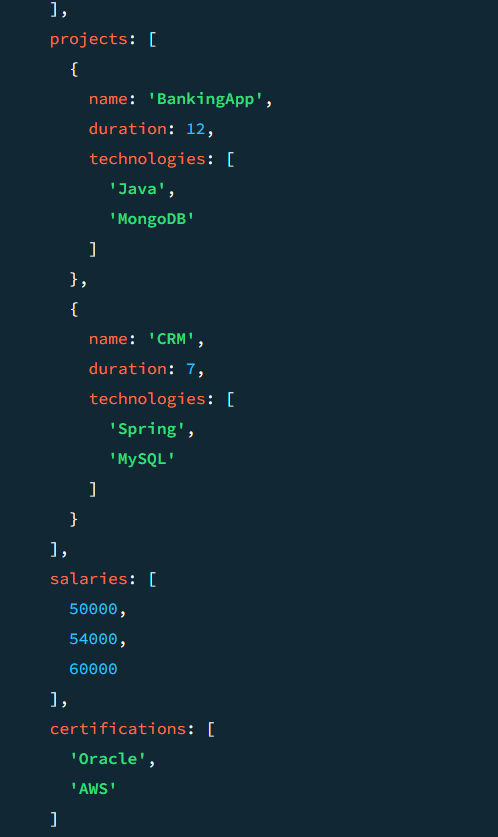 ],
projects: [
{
name: 'BankingApp',
duration: 12,
technologies: [
'Java',
'MongoDB'
]
},
{
name: 'CRM',
duration: 7,
technologies: [
'Spring',
'MySQL'
]
}
],
salaries: [
50000,
54000,
60000
],
certifications: [
'Oracle',
'AWS'
]